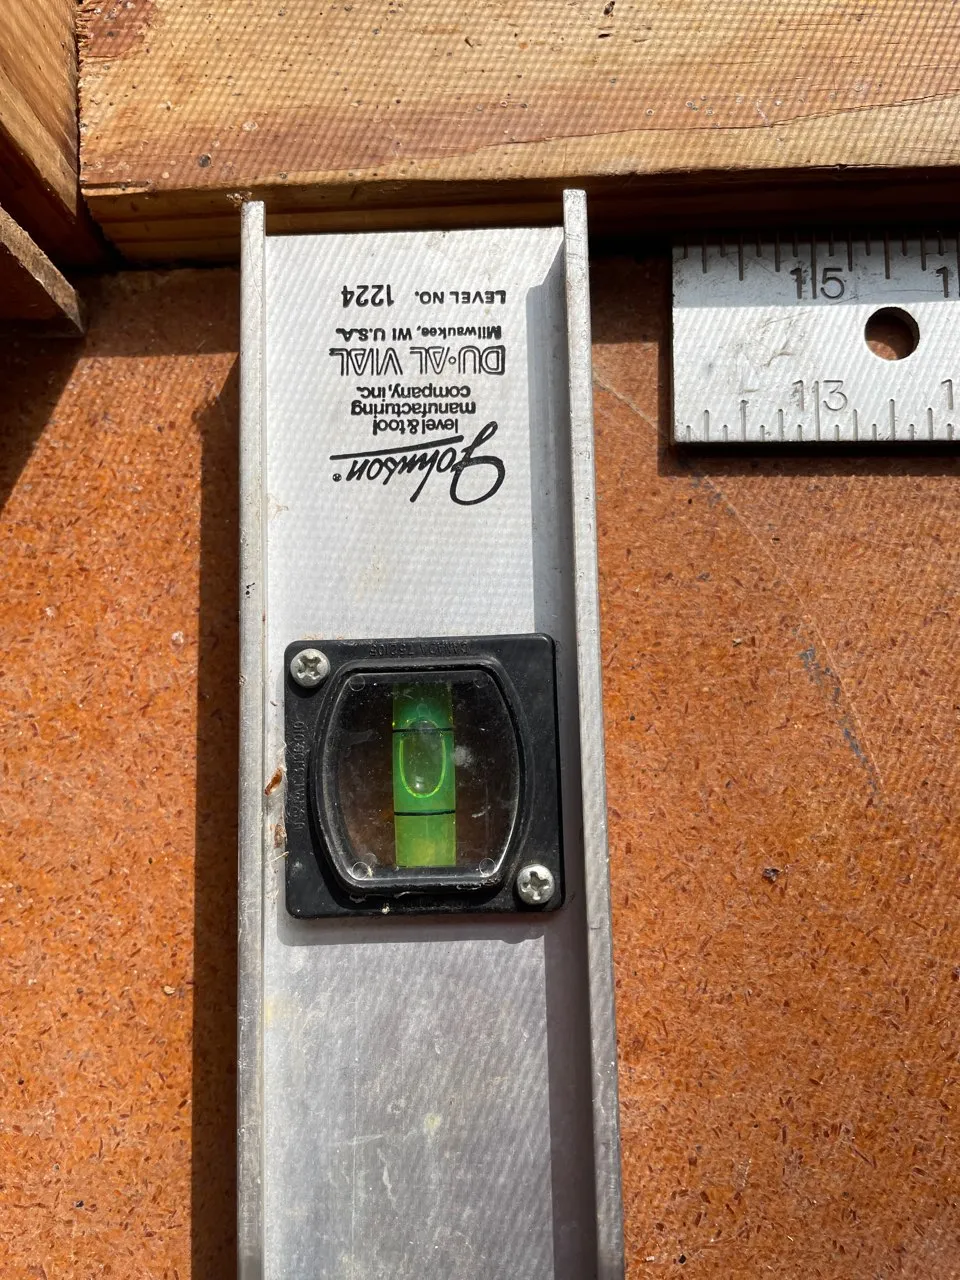 Johnson®
level & tool
manufacturing
company, inc.
DU·AL VIAL
Milwaukee, WI U.S.A.
LEVEL NO. 1224
15
13